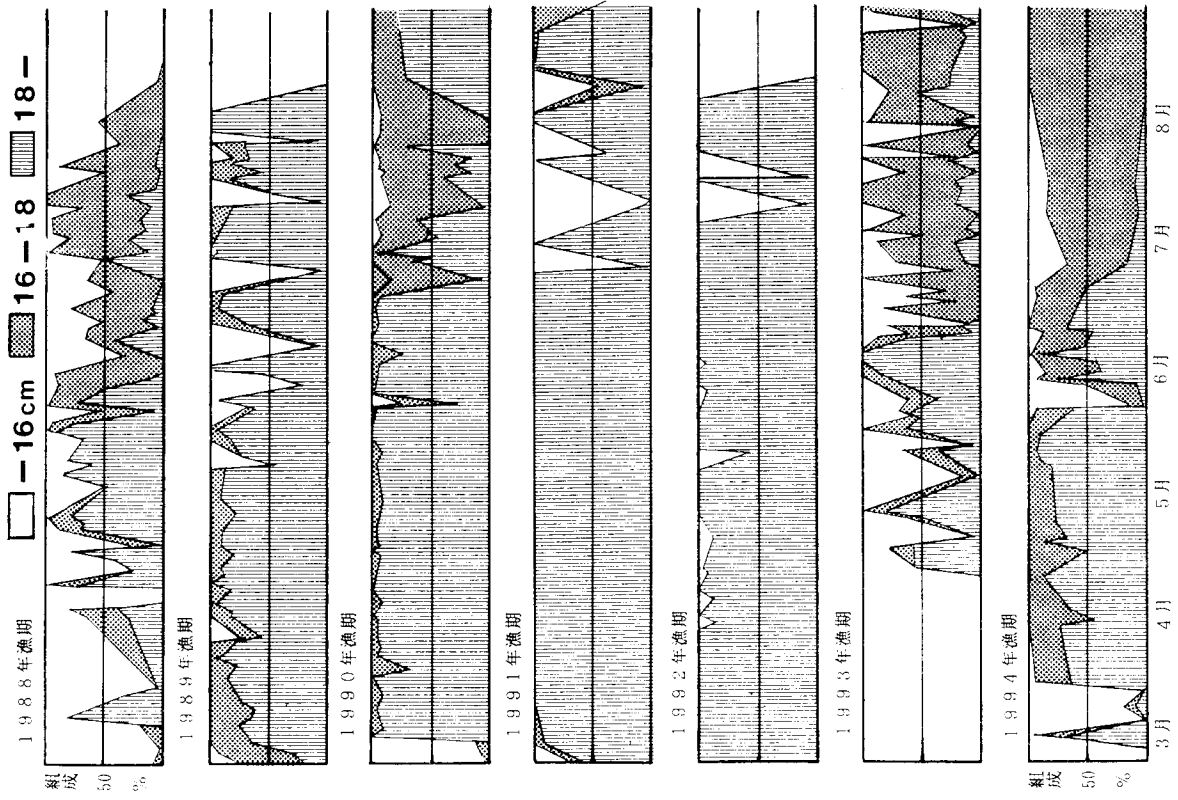 -16cm 16-18 18-
1988年漁期
組成 50 %
1989年漁期
1990年漁期
1991年漁期
1992年漁期
1993年漁期
1994年漁期
組成 50 %
3月 4月 5月 6月 7月 8月